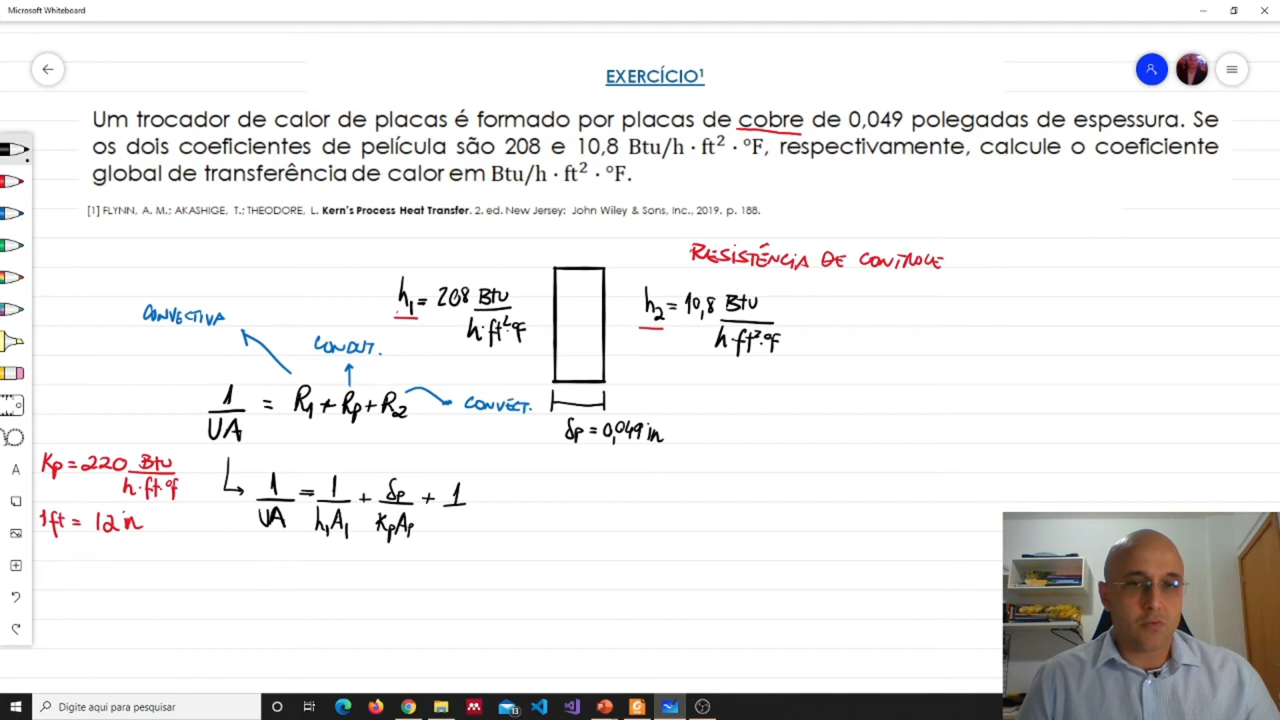 Microsoft Whiteboard
EXERCÍCIO¹
Um trocador de calor de placas é formado por placas de cobre de 0,049 polegadas de espessura. Se
os dois coeficientes de película são 208 e 10,8 Btu/h · ft² · °F, respectivamente, calcule o coeficiente
global de transferência de calor em Btu/h · ft² · °F.
[1] FLYNN, A. M.; AKASHIGE, T.; THEODORE, L. Kern's Process Heat Transfer. 2. ed. New Jersey: John Wiley & Sons, Inc., 2019. p. 188.
RESISTÊNCIA DE CONTROLE
h₁ = 208 Btu/h·ft²·°F
h₂ = 10,8 Btu/h·ft²·°F
CONVECTIVA
CONDUT.
1/UA = R₁ + Rp + R₂
CONVECT.
δp = 0,049 in
Kp = 220 Btu/h·ft·°F
1/UA = 1/h₁A₁ + δp/KpAp + 1
1ft = 12 in
A
Digite aqui para pesquisar
13